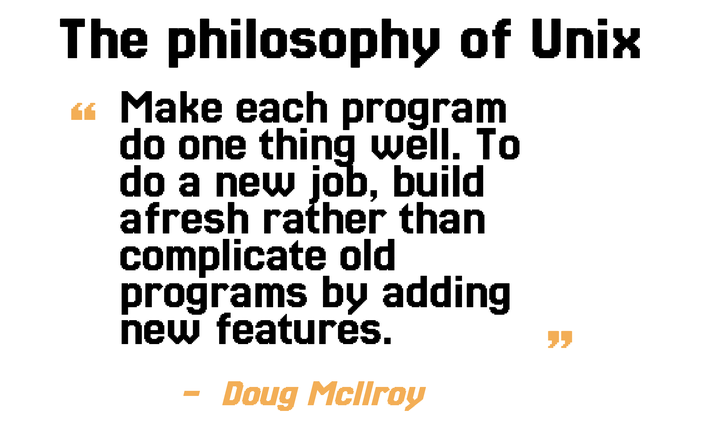 The philosophy of Unix
“ Make each program
do one thing well. To
do a new job, build
afresh rather than
complicate old
programs by adding
new features. ”
- Doug McIlroy